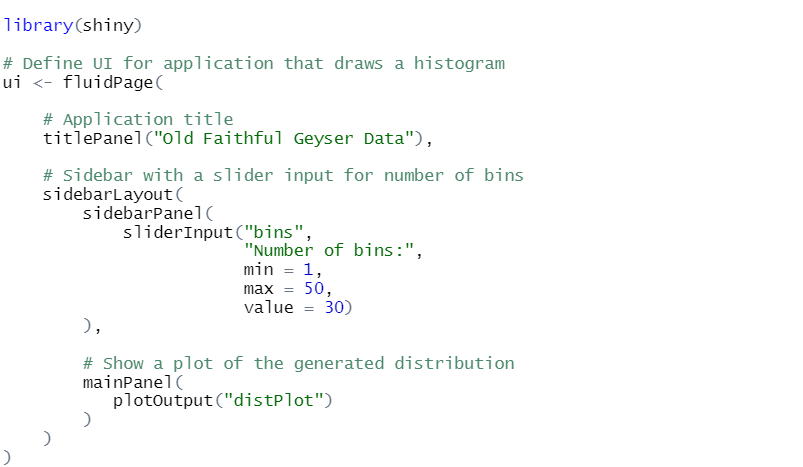 library(shiny)

# Define UI for application that draws a histogram
ui <- fluidPage(

    # Application title
    titlePanel("Old Faithful Geyser Data"),

    # Sidebar with a slider input for number of bins
    sidebarLayout(
        sidebarPanel(
            sliderInput("bins",
                        "Number of bins:",
                        min = 1,
                        max = 50,
                        value = 30)
        ),

        # Show a plot of the generated distribution
        mainPanel(
           plotOutput("distPlot")
        )
    )
)